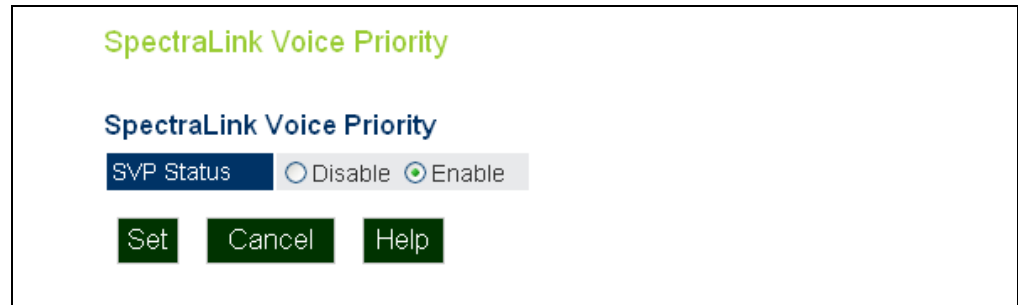 SpectraLink Voice Priority
SpectraLink Voice Priority
SVP Status Disable Enable
Set Cancel Help